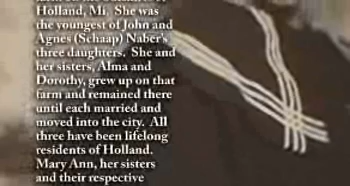 Holland, Mi. She was
the youngest of John and
Agnes (Schaap) Naber's
three daughters. She and
her sisters, Alma and
Dorothy, grew up on that
farm and remained there
until each married and
moved into the city. All
three have been lifelong
residents of Holland.
Mary Ann, her sisters
and their respective